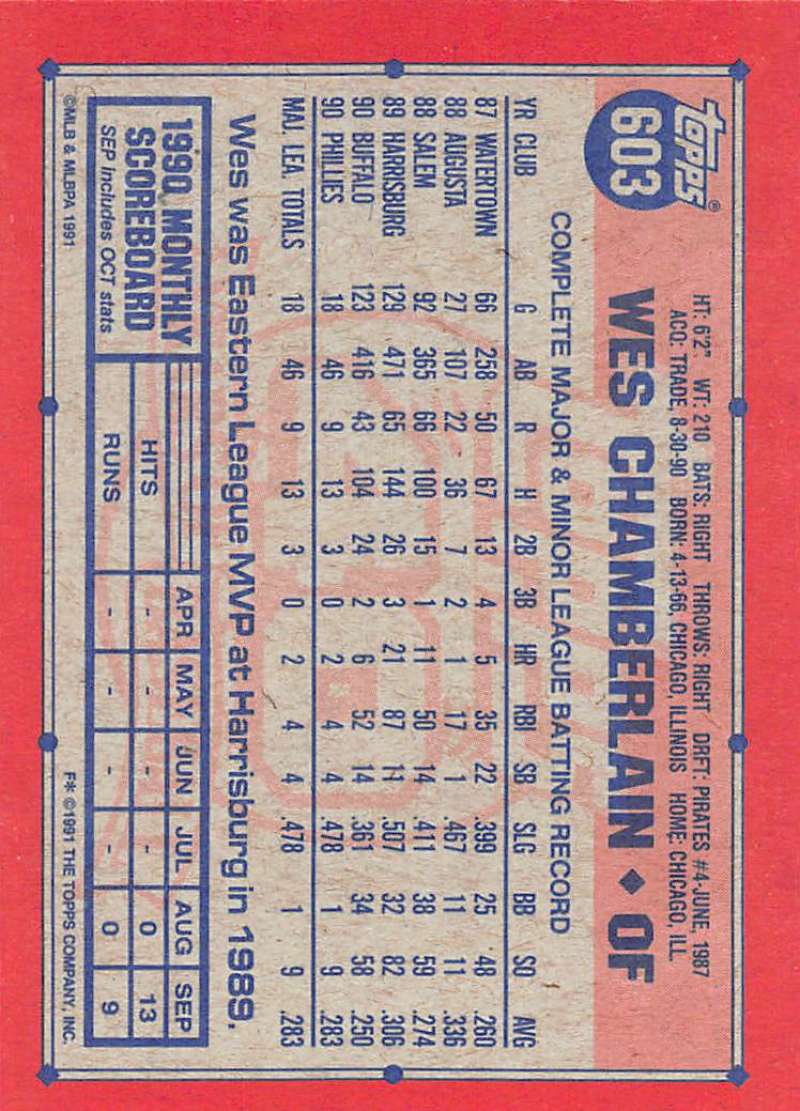 TOPPS®
603
HT: 6'2" WT: 210 BATS: RIGHT THROWS: RIGHT DRFT: PIRATES #4-JUNE, 1987
ACQ: TRADE, 8-30-90 BORN: 4-13-66, CHICAGO, ILLINOIS HOME: CHICAGO, ILL.
WES CHAMBERLAIN ◆ OF
COMPLETE MAJOR & MINOR LEAGUE BATTING RECORD
YR CLUB G AB R H 2B 3B HR RBI SB SLG BB SO AVG
87 WATERTOWN 66 258 50 67 13 4 5 35 22 .399 25 48 .260
88 AUGUSTA 27 107 22 36 7 2 1 17 1 .467 11 11 .336
88 SALEM 92 365 66 100 15 1 11 50 14 .411 38 59 .274
89 HARRISBURG 129 471 65 144 26 3 21 87 11 .507 32 82 .306
90 BUFFALO 123 416 43 104 24 2 6 52 14 .361 34 58 .250
90 PHILLIES 18 46 9 13 3 0 2 4 4 .478 1 9 .283
MAJ. LEA. TOTALS 18 46 9 13 3 0 2 4 4 .478 1 9 .283
Wes was Eastern League MVP at Harrisburg in 1989.
1990 MONTHLY
SCOREBOARD
SEP includes OCT stats.
APR MAY JUN JUL AUG SEP
HITS - - - - 0 13
RUNS - - - - 0 9
©MLB & MLBPA 1991
F* ©1991 THE TOPPS COMPANY, INC.